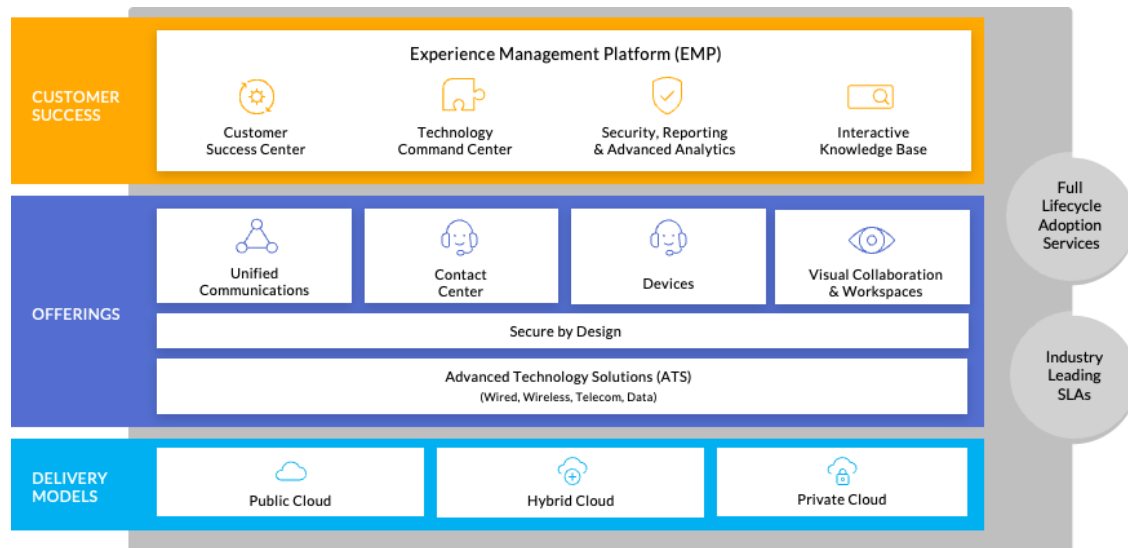 Experience Management Platform (EMP)
CUSTOMER
SUCCESS
Customer
Success Center
Technology
Command Center
Security, Reporting
& Advanced Analytics
Interactive
Knowledge Base
Full
Lifecycle
Adoption
Services
OFFERINGS
Unified
Communications
Contact
Center
Devices
Visual Collaboration
& Workspaces
Secure by Design
Advanced Technology Solutions (ATS)
(Wired, Wireless, Telecom, Data)
Industry
Leading
SLAs
DELIVERY
MODELS
Public Cloud
Hybrid Cloud
Private Cloud